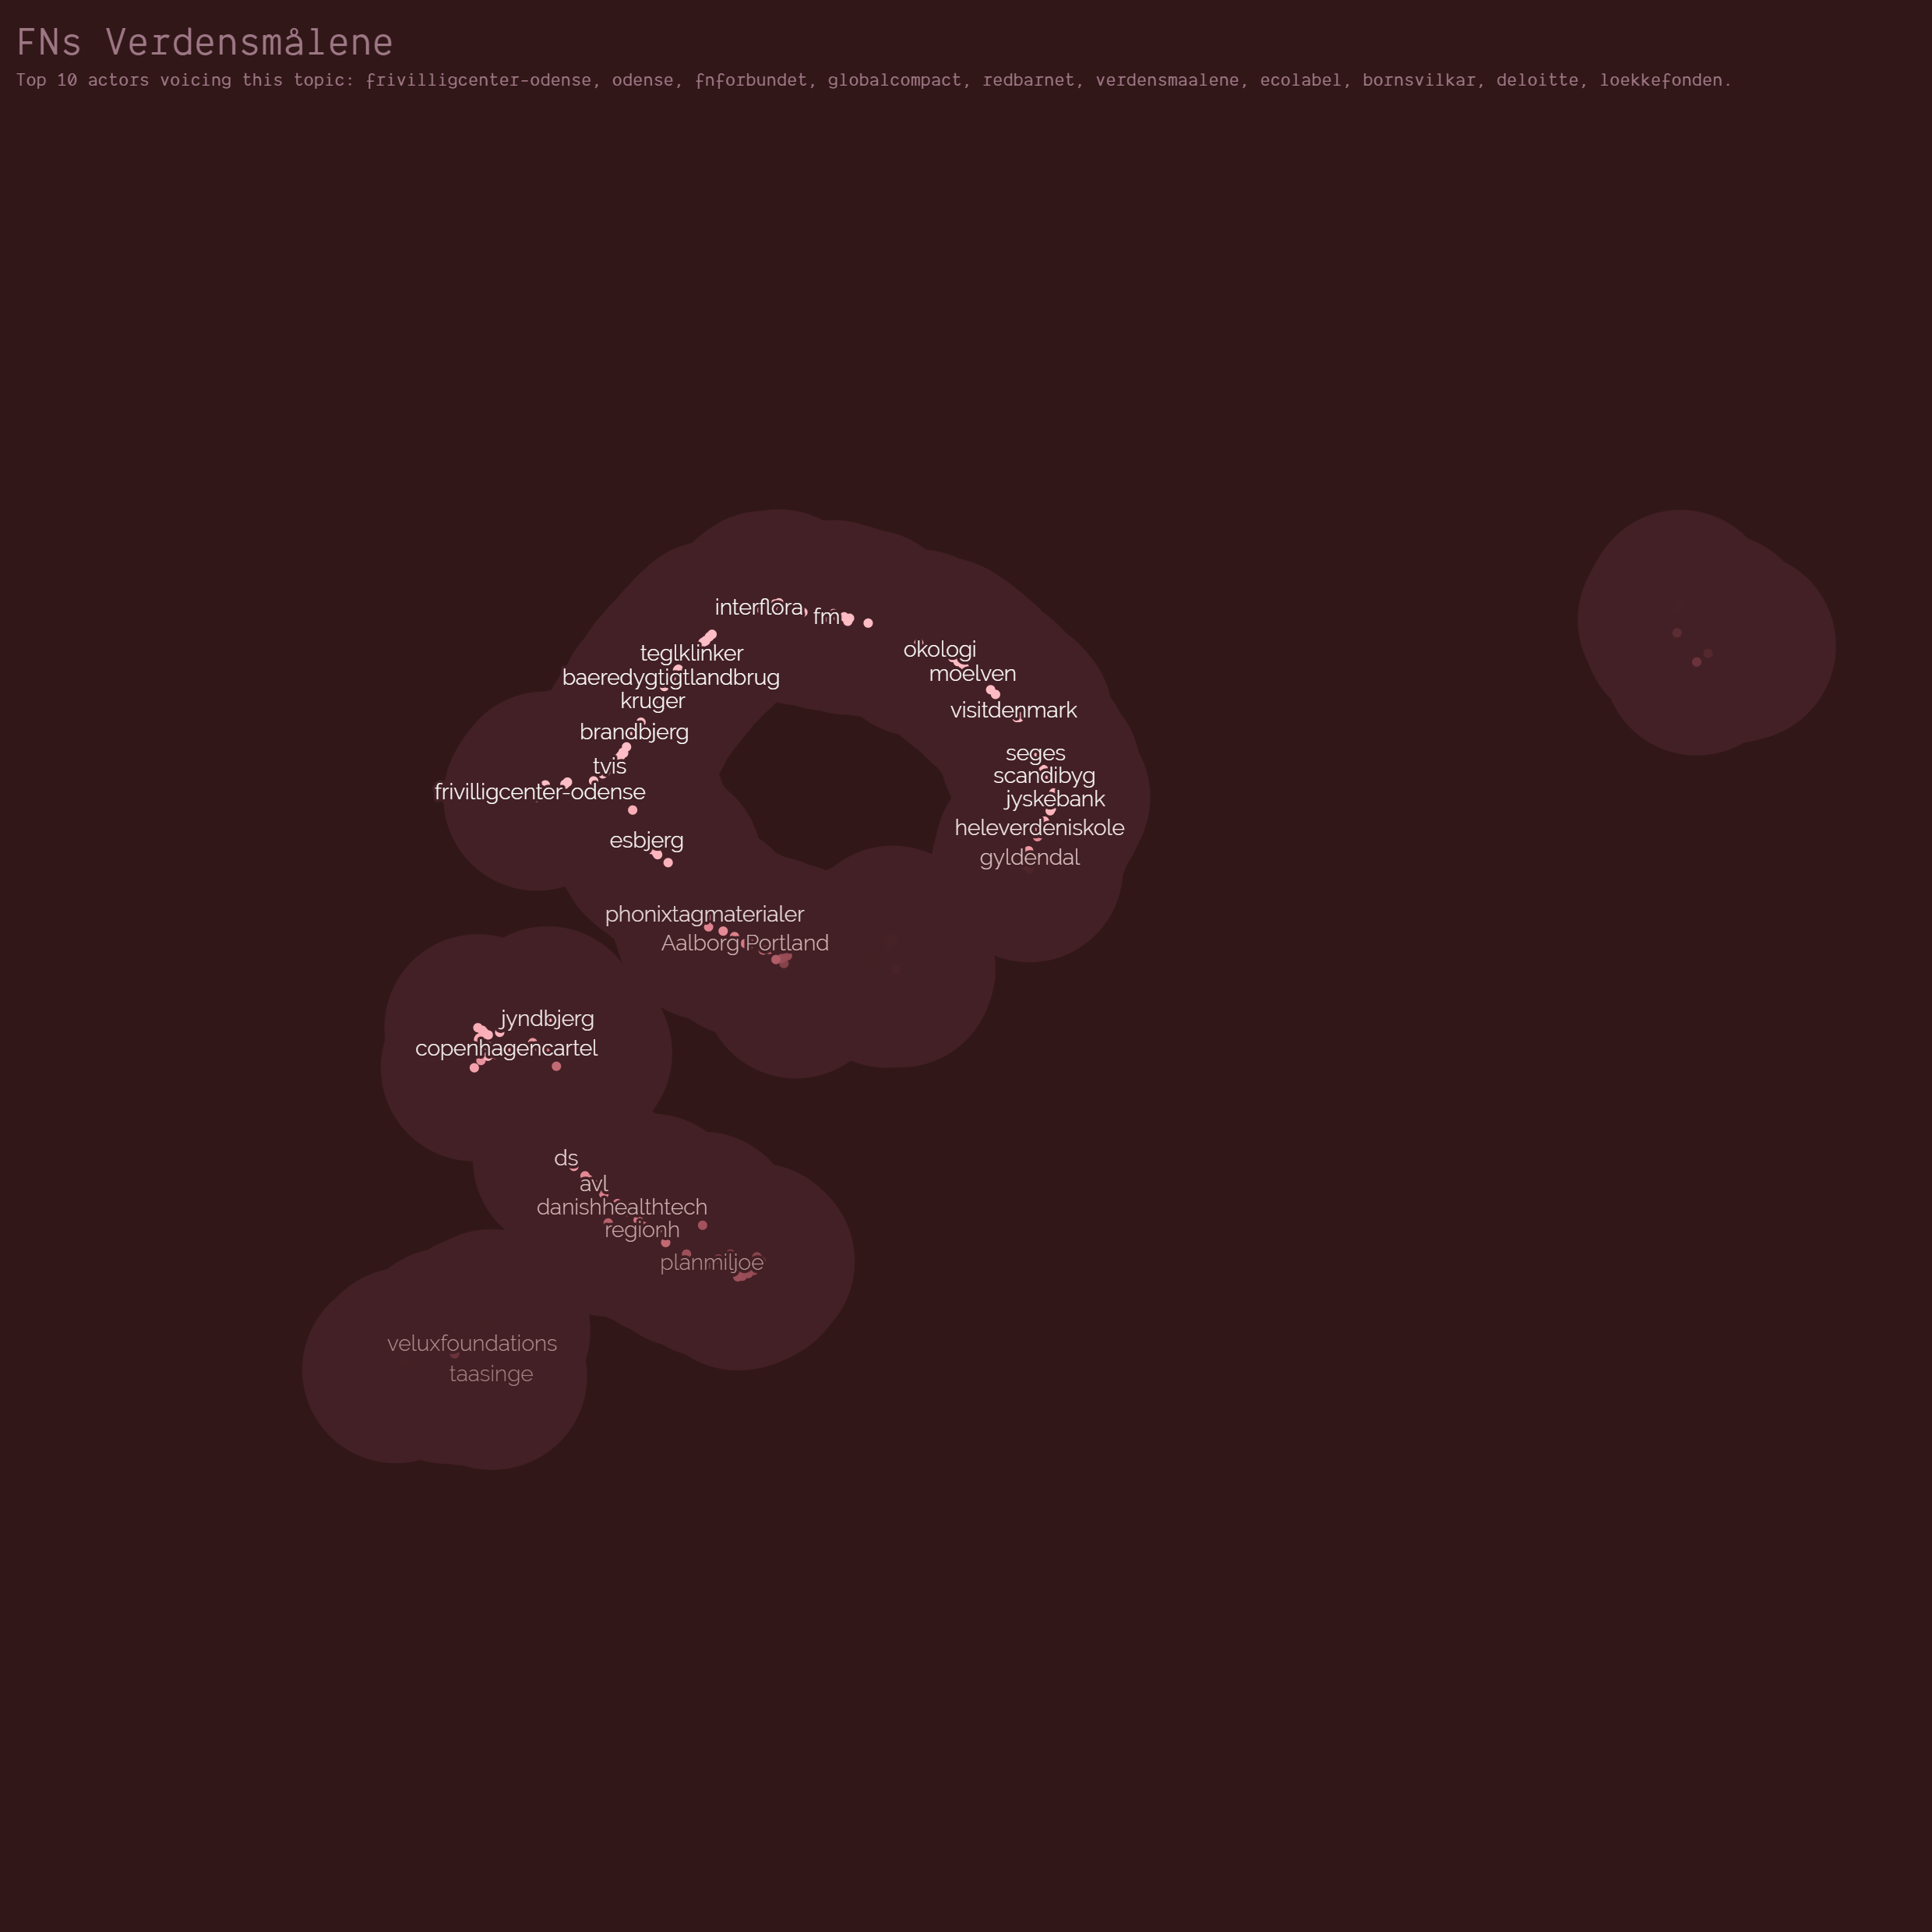 FNs Verdensmålene
Top 10 actors voicing this topic: frivilligcenter-odense, odense, fnforbundet, globalcompact, redbarnet, verdensmaalene, ecolabel, bornsvilkar, deloitte, loekkefonden.
interflora
fm
okologi
teglklinker
moelven
baeredygtigtlandbrug
kruger
visitdenmark
brandbjerg
seges
tvis
scandibyg
frivilligcenter-odense
jyskebank
heleverdeniskole
esbjerg
gyldendal
phonixtagmaterialer
Aalborg Portland
jyndbjerg
copenhagencartel
ds
avl
danishhealthtech
regionh
planmiljoe
veluxfoundations
taasinge